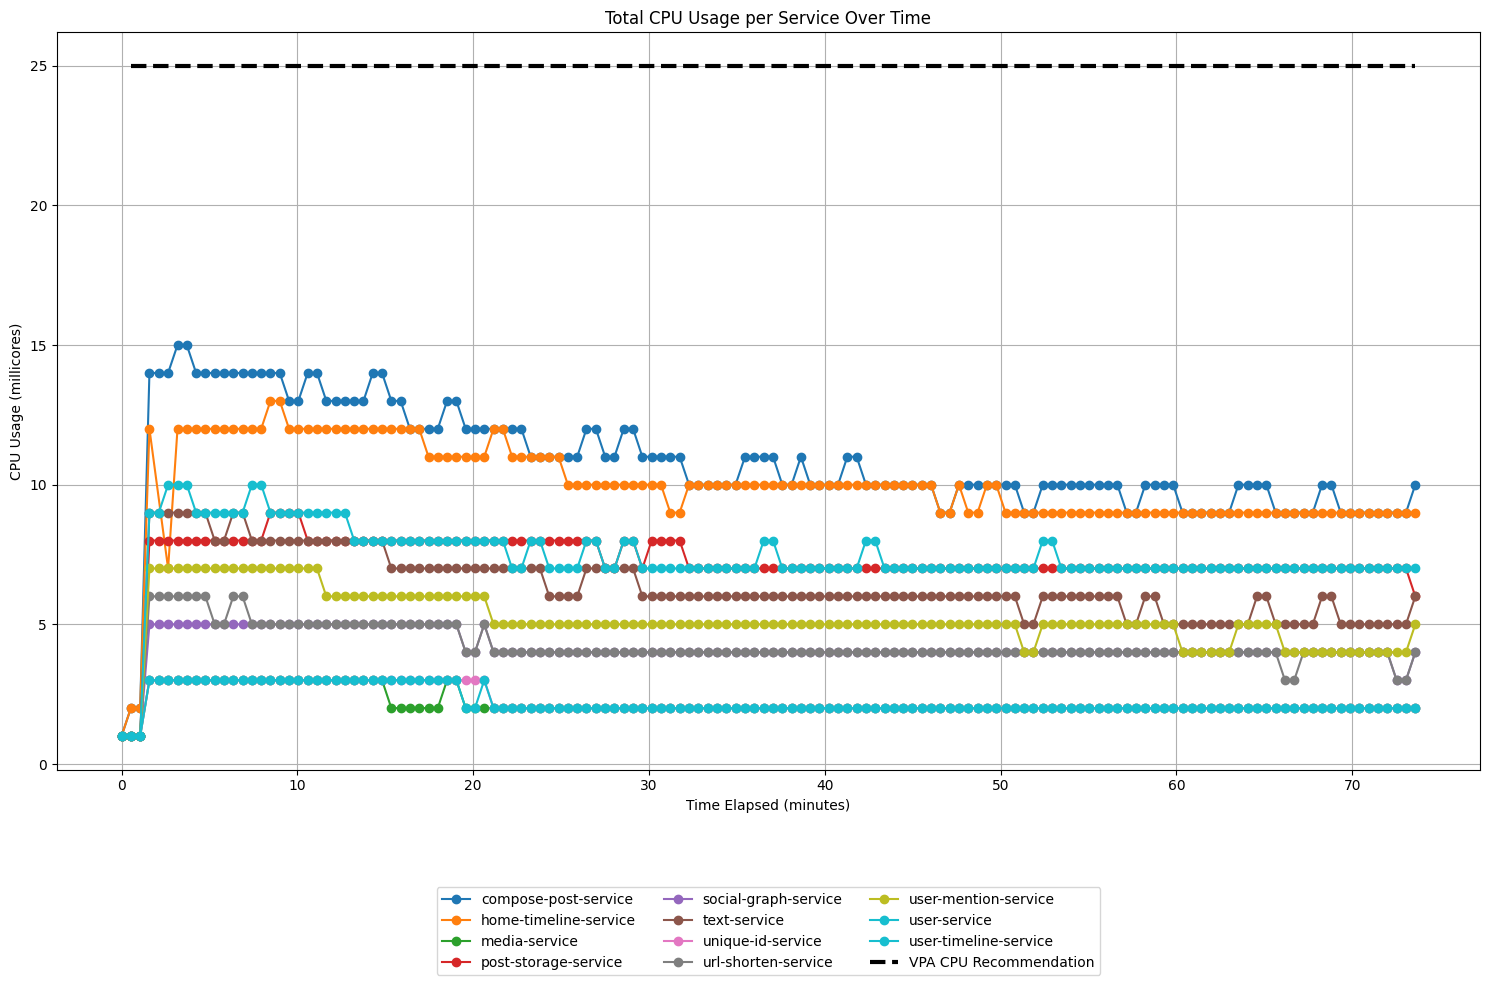 Total CPU Usage per Service Over Time
CPU Usage (millicores)
25
20
15
10
5
0
0 10 20 30 40 50 60 70
Time Elapsed (minutes)
compose-post-service
home-timeline-service
media-service
post-storage-service
social-graph-service
text-service
unique-id-service
url-shorten-service
user-mention-service
user-service
user-timeline-service
VPA CPU Recommendation